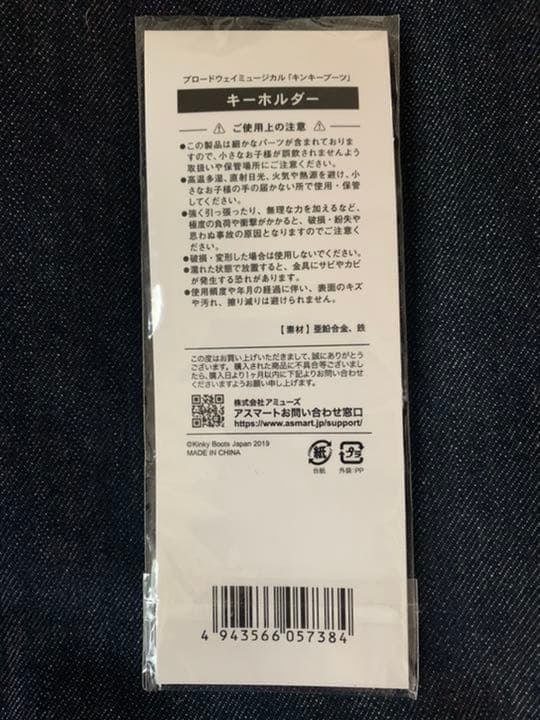 ブロードウェイミュージカル「キンキーブーツ」
キーホルダー
ご使用上の注意
●この製品は細かなパーツが含まれておりま
すので、小さなお子様が誤飲されませんよう
取扱いや保管場所にご注意ください。
●高温多湿、直射日光、火気や熱源を避け、小
さなお子様の手の届かない所で使用・保管
してください。
●強く引っ張ったり、無理な力を加えるなど、
極度の負荷や衝撃がかかると、破損・紛失や
思わぬ事故の原因となりますのでご注意くだ
さい。
●破損・変形した場合は使用しないでください。
●濡れた状態で放置すると、金具にサビやカビ
が発生する恐れがあります。
●使用頻度や年月の経過に伴い、表面のキズ
や汚れ、擦り減りは避けられません。
【素材】亜鉛合金、鉄
この度はお買い上げいただきまして、誠にありがとう
ございます。購入された商品に不具合等ございまし
たら、購入日より1ヶ月以内に下記よりお問い合わせ
くださいますようお願い申し上げます。
株式会社アミューズ
アスマートお問い合わせ窓口
https://www.asmart.jp/support/
©Kinky Boots Japan 2019
MADE IN CHINA
紙
台紙
プラ
外袋:PP
4 943566 057384